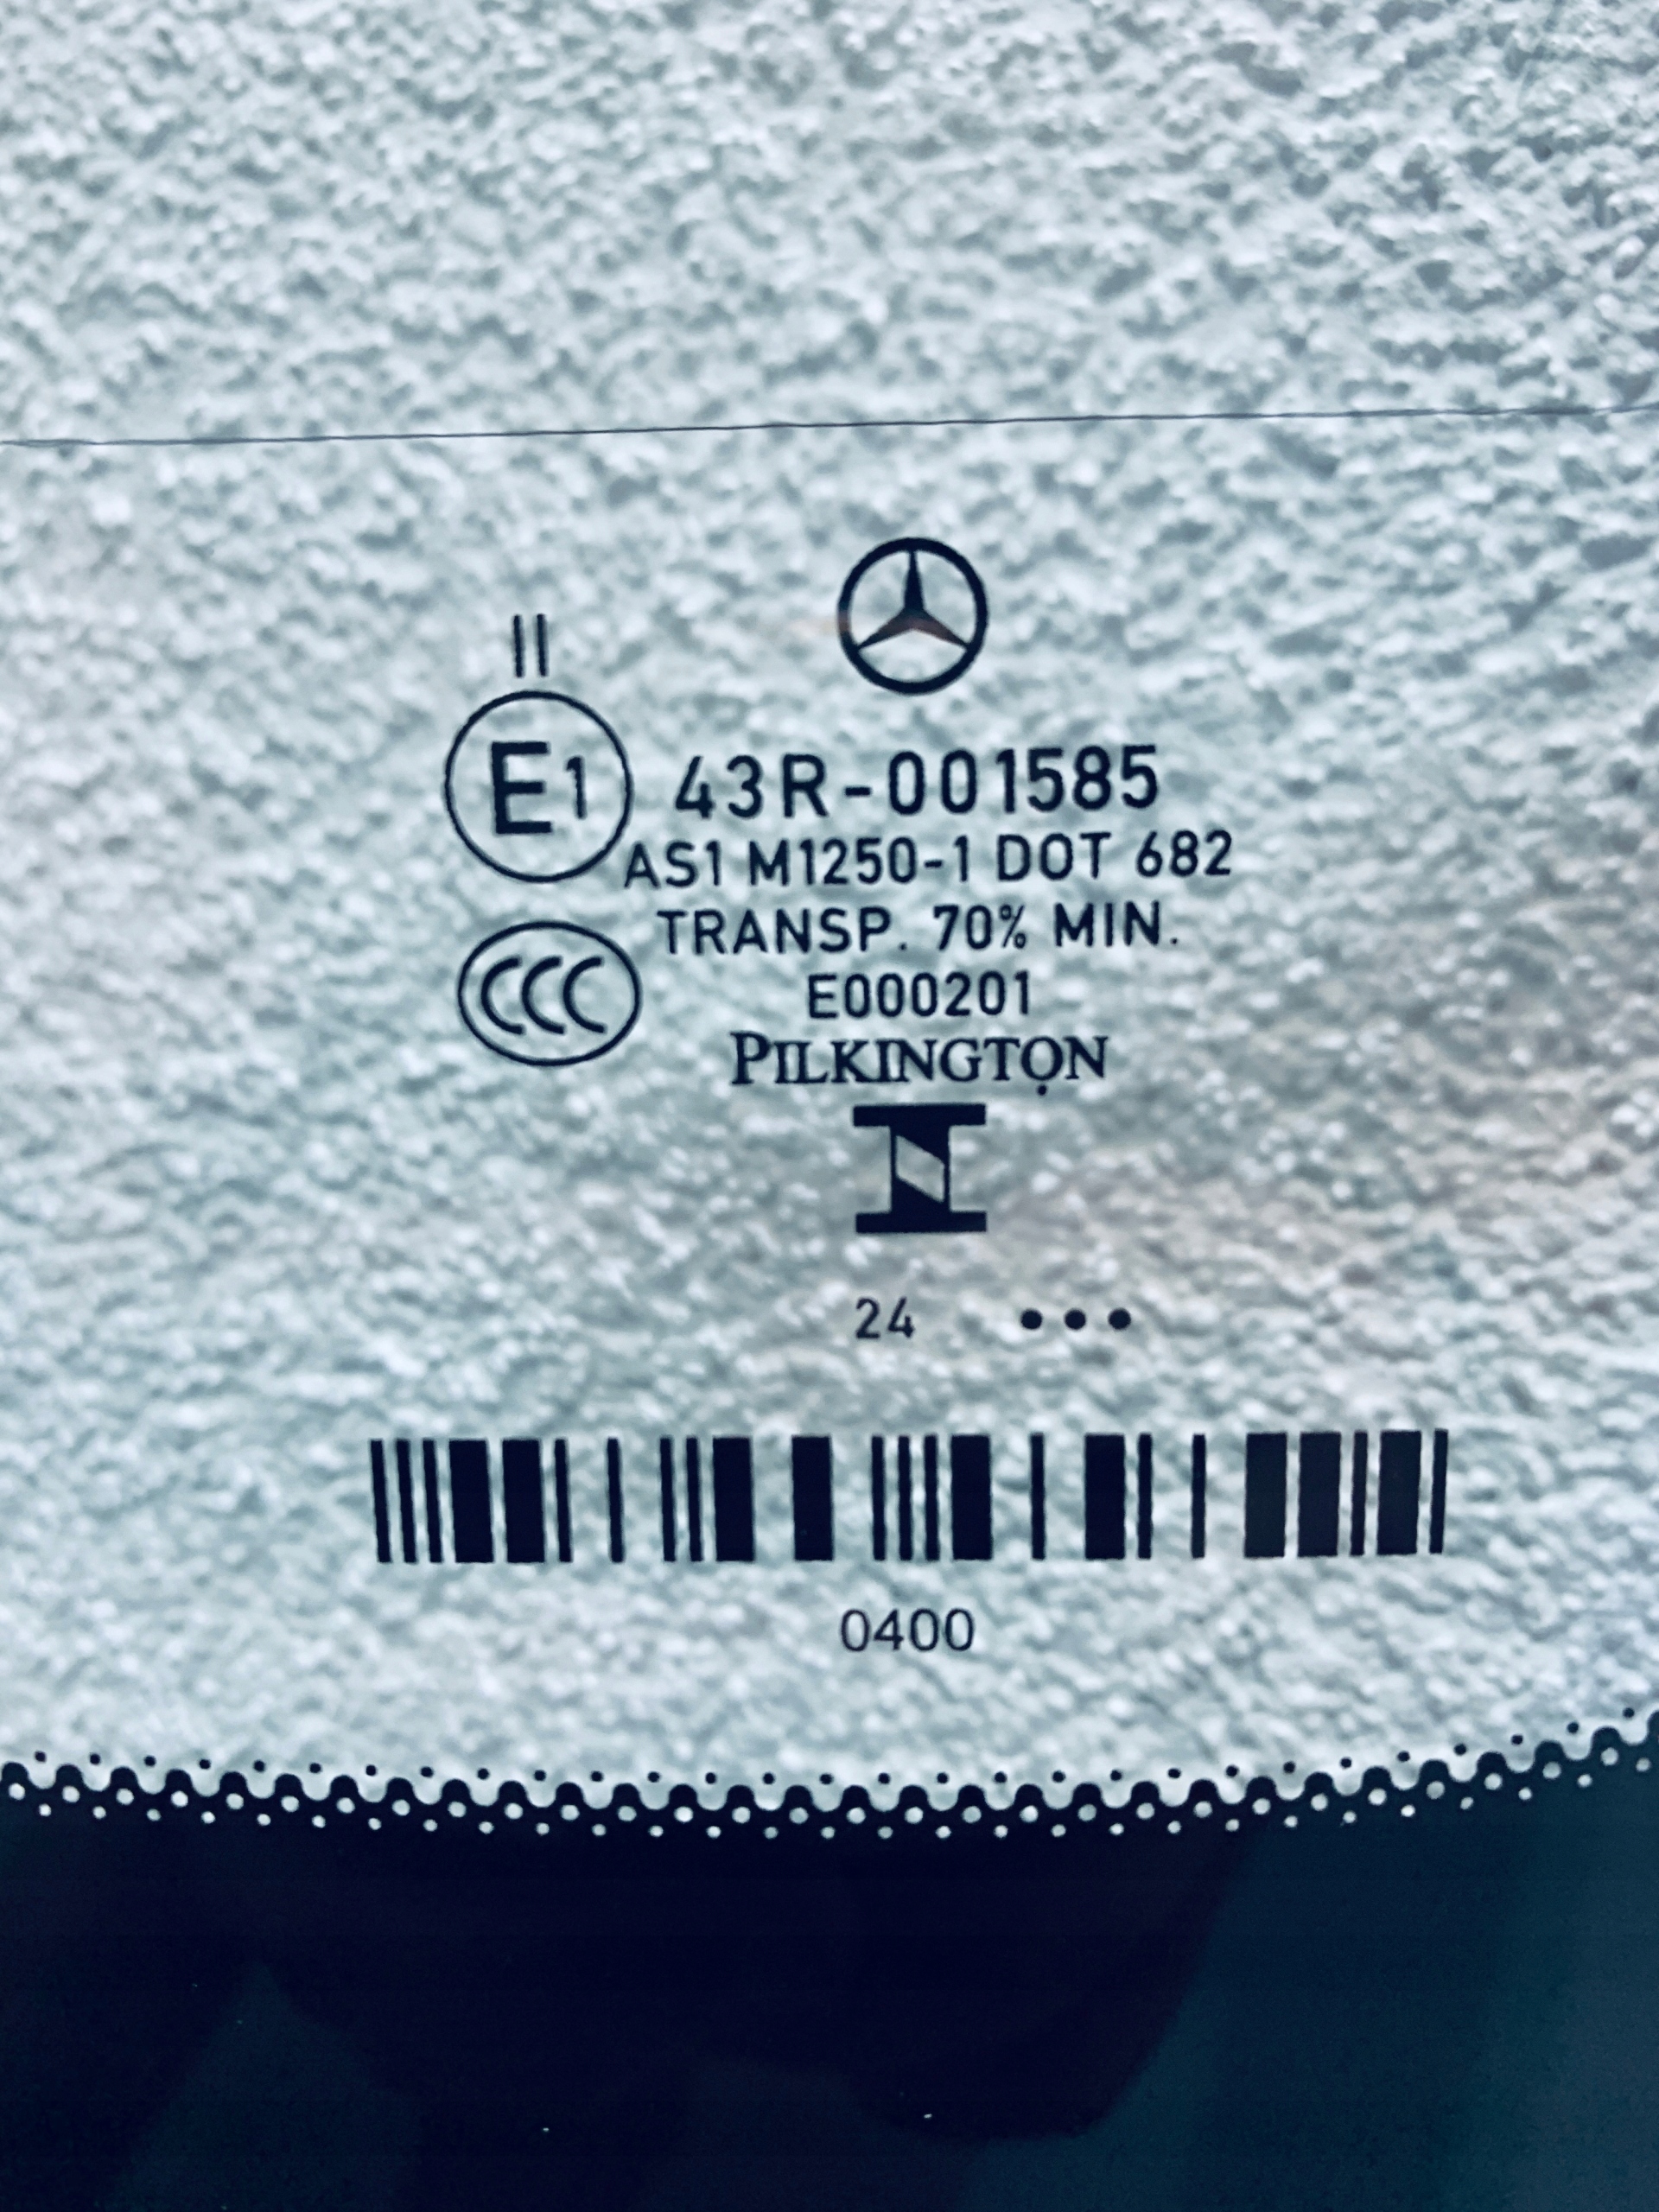 II
E1 43R-001585
AS1 M1250-1 DOT 682
TRANSP. 70% MIN.
CCC E000201
PILKINGTON
24 •••
0400